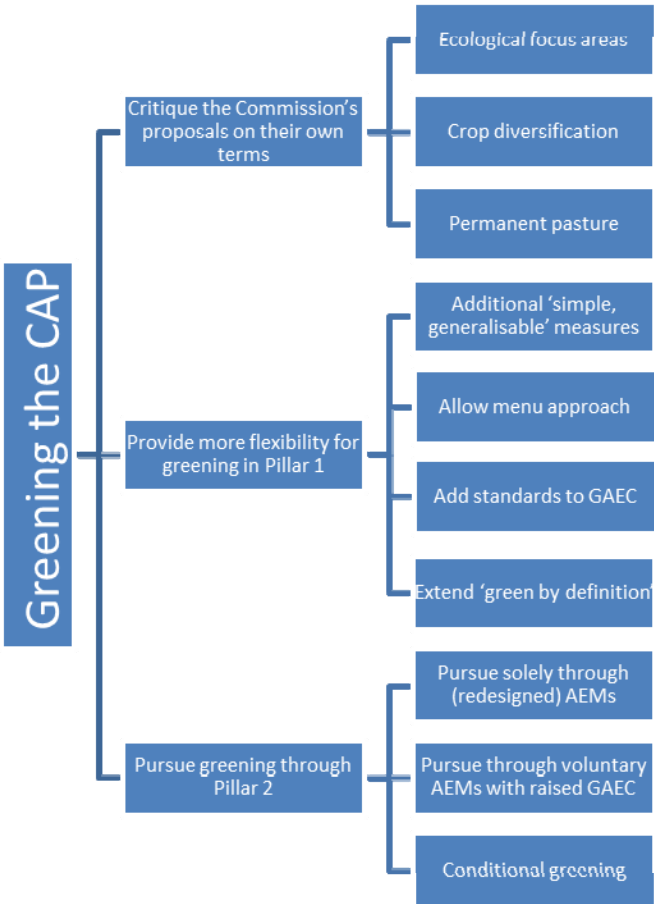 Greening the CAP
Critique the Commission’s
proposals on their own
terms
Ecological focus areas
Crop diversification
Permanent pasture
Provide more flexibility for
greening in Pillar 1
Additional ‘simple,
generalisable’ measures
Allow menu approach
Add standards to GAEC
Extend ‘green by definition’
Pursue greening through
Pillar 2
Pursue solely through
(redesigned) AEMs
Pursue through voluntary
AEMs with raised GAEC
Conditional greening